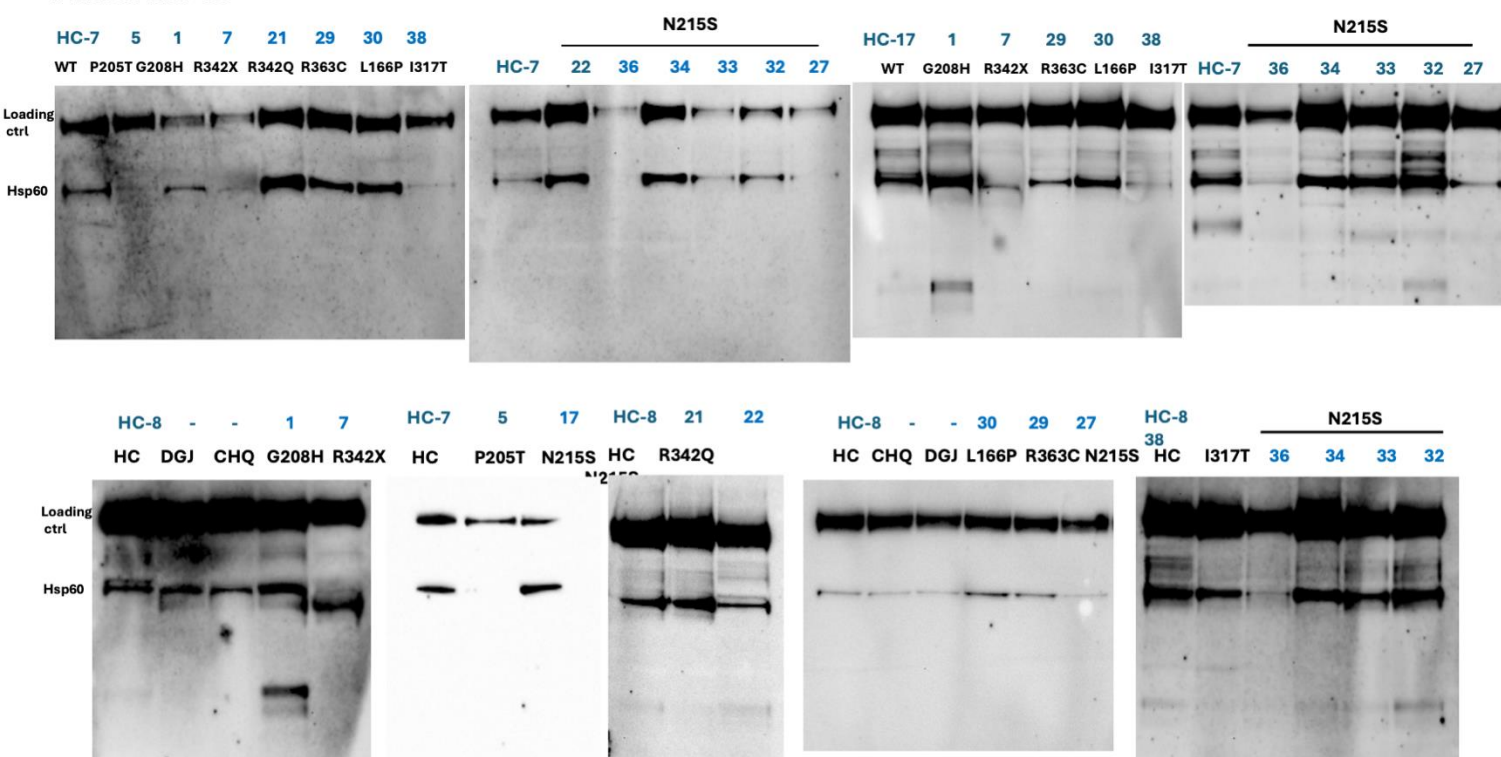 N215S
N215S
HC-7 5 1 7 21 29 30 38
HC-17 1 7 29 30 38
WT P205T G208H R342X R342Q R363C L166P I317T
HC-7 22 36 34 33 32 27
WT G208H R342X R363C L166P I317T
HC-7 36 34 33 32 27
Loading
ctrl
Hsp60
HC-8 - - 1 7
HC-7 5 17
HC-8 21 22
HC-8 - - 30 29 27
HC-8
38
N215S
HC DGJ CHQ G208H R342X
HC P205T N215S
HC R342Q
N215S
HC CHQ DGJ L166P R363C N215S
HC I317T 36 34 33 32
Loading
ctrl
Hsp60